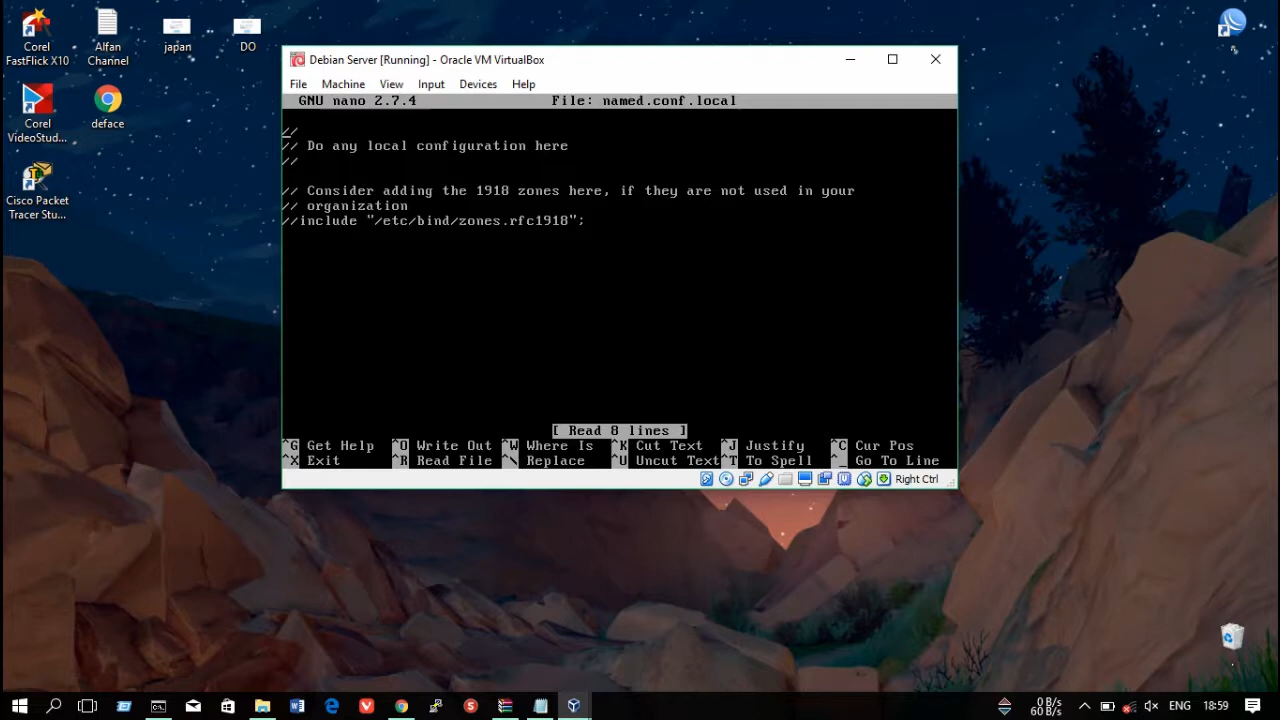 Corel
FastFlick X10
Alfan
Channel
japan
DO
Corel
VideoStud...
deface
Cisco Packet
Tracer Stu...
Debian Server [Running] - Oracle VM VirtualBox
File Machine View Input Devices Help
GNU nano 2.7.4 File: named.conf.local
//
// Do any local configuration here
//
// Consider adding the 1918 zones here, if they are not used in your
// organization
//include "/etc/bind/zones.rfc1918";
[ Read 8 lines ]
^G Get Help ^O Write Out ^W Where Is ^K Cut Text ^J Justify ^C Cur Pos
^X Exit ^R Read File ^\ Replace ^U Uncut Text ^T To Spell ^_ Go To Line
Right Ctrl
0 B/s
60 B/s
ENG 18:59